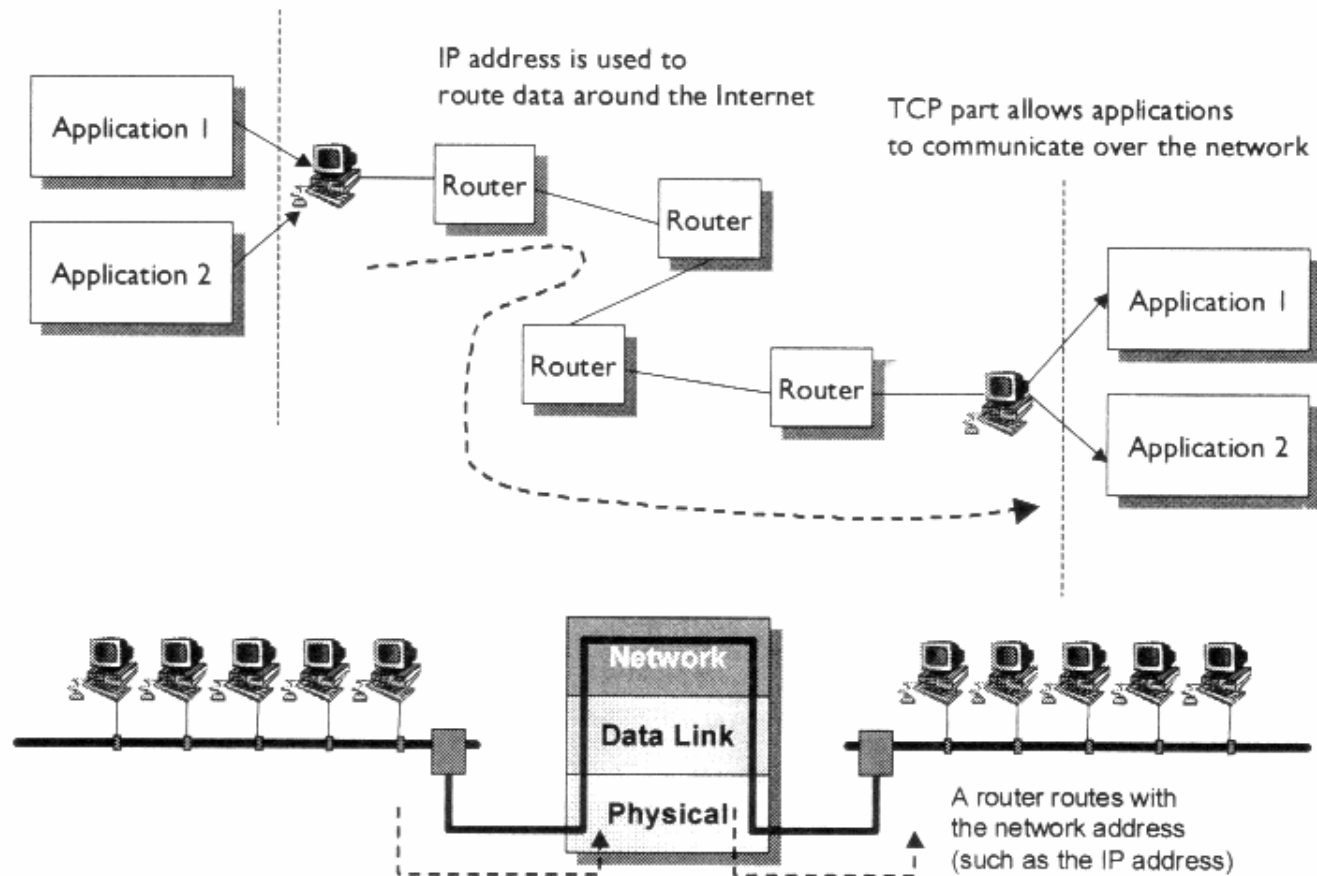 IP address is used to
route data around the Internet
TCP part allows applications
to communicate over the network
Application 1
Application 2
Router
Router
Router
Router
Application 1
Application 2
Network
Data Link
Physical
A router routes with
the network address
(such as the IP address)